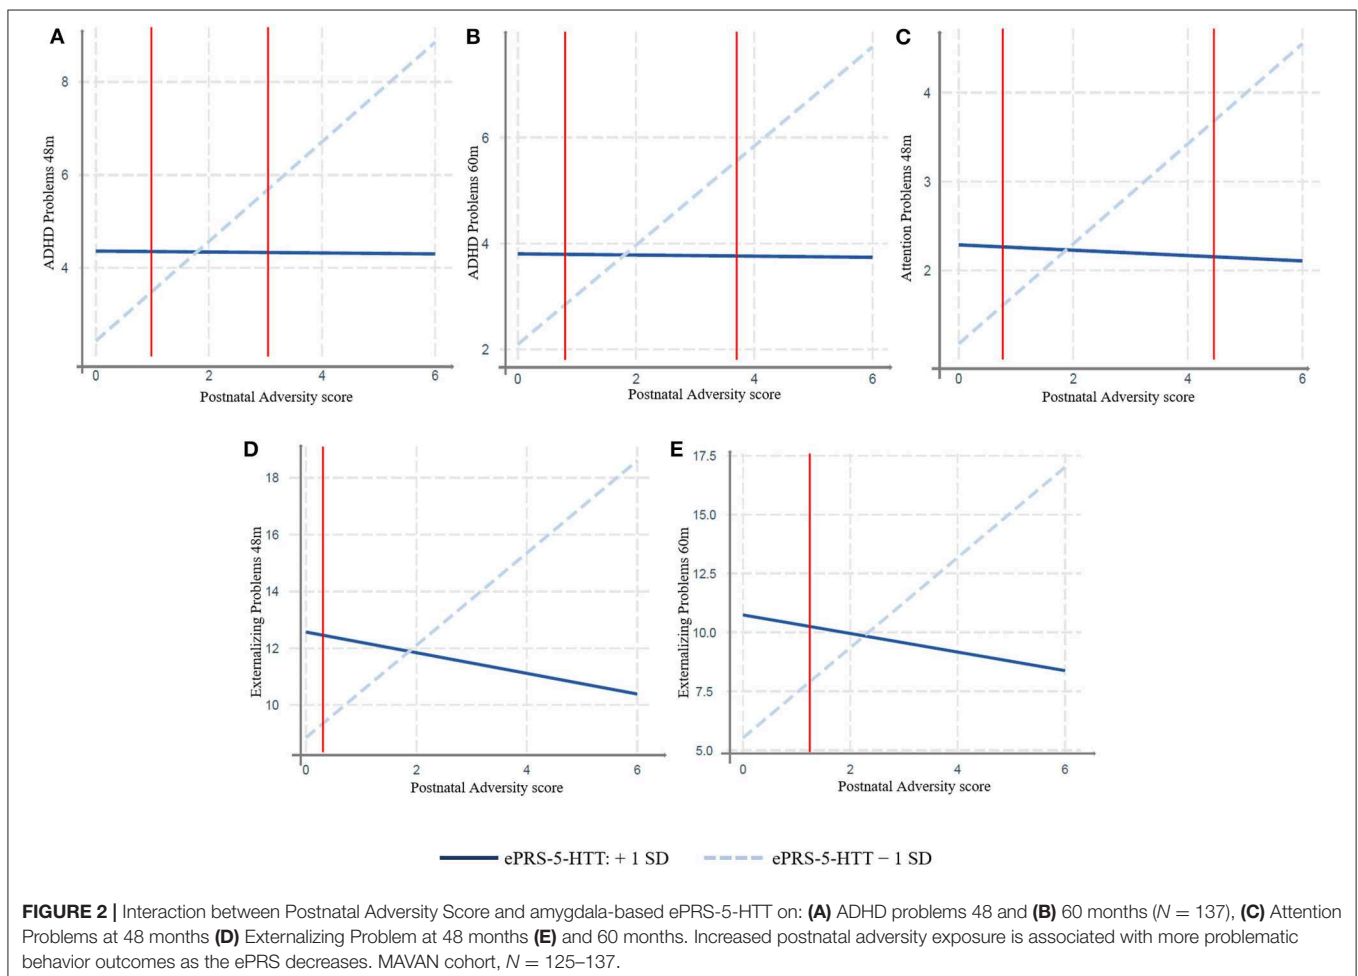 A
ADHD Problems 48m
8
6
4
0 2 4 6
Postnatal Adversity score
B
ADHD Problems 60m
6
4
2
0 2 4 6
Postnatal Adversity score
C
Attention Problems 48m
4
3
2
0 2 4 6
Postnatal Adversity score
D
Externalizing Problems 48m
18
16
14
12
10
0 2 4 6
Postnatal Adversity score
E
Externalizing Problems 60m
17.5
15.0
12.5
10.0
7.5
5.0
0 2 4 6
Postnatal Adversity score
ePRS-5-HTT: + 1 SD ePRS-5-HTT − 1 SD
FIGURE 2 | Interaction between Postnatal Adversity Score and amygdala-based ePRS-5-HTT on: (A) ADHD problems 48 and (B) 60 months (N = 137), (C) Attention
Problems at 48 months (D) Externalizing Problem at 48 months (E) and 60 months. Increased postnatal adversity exposure is associated with more problematic
behavior outcomes as the ePRS decreases. MAVAN cohort, N = 125–137.